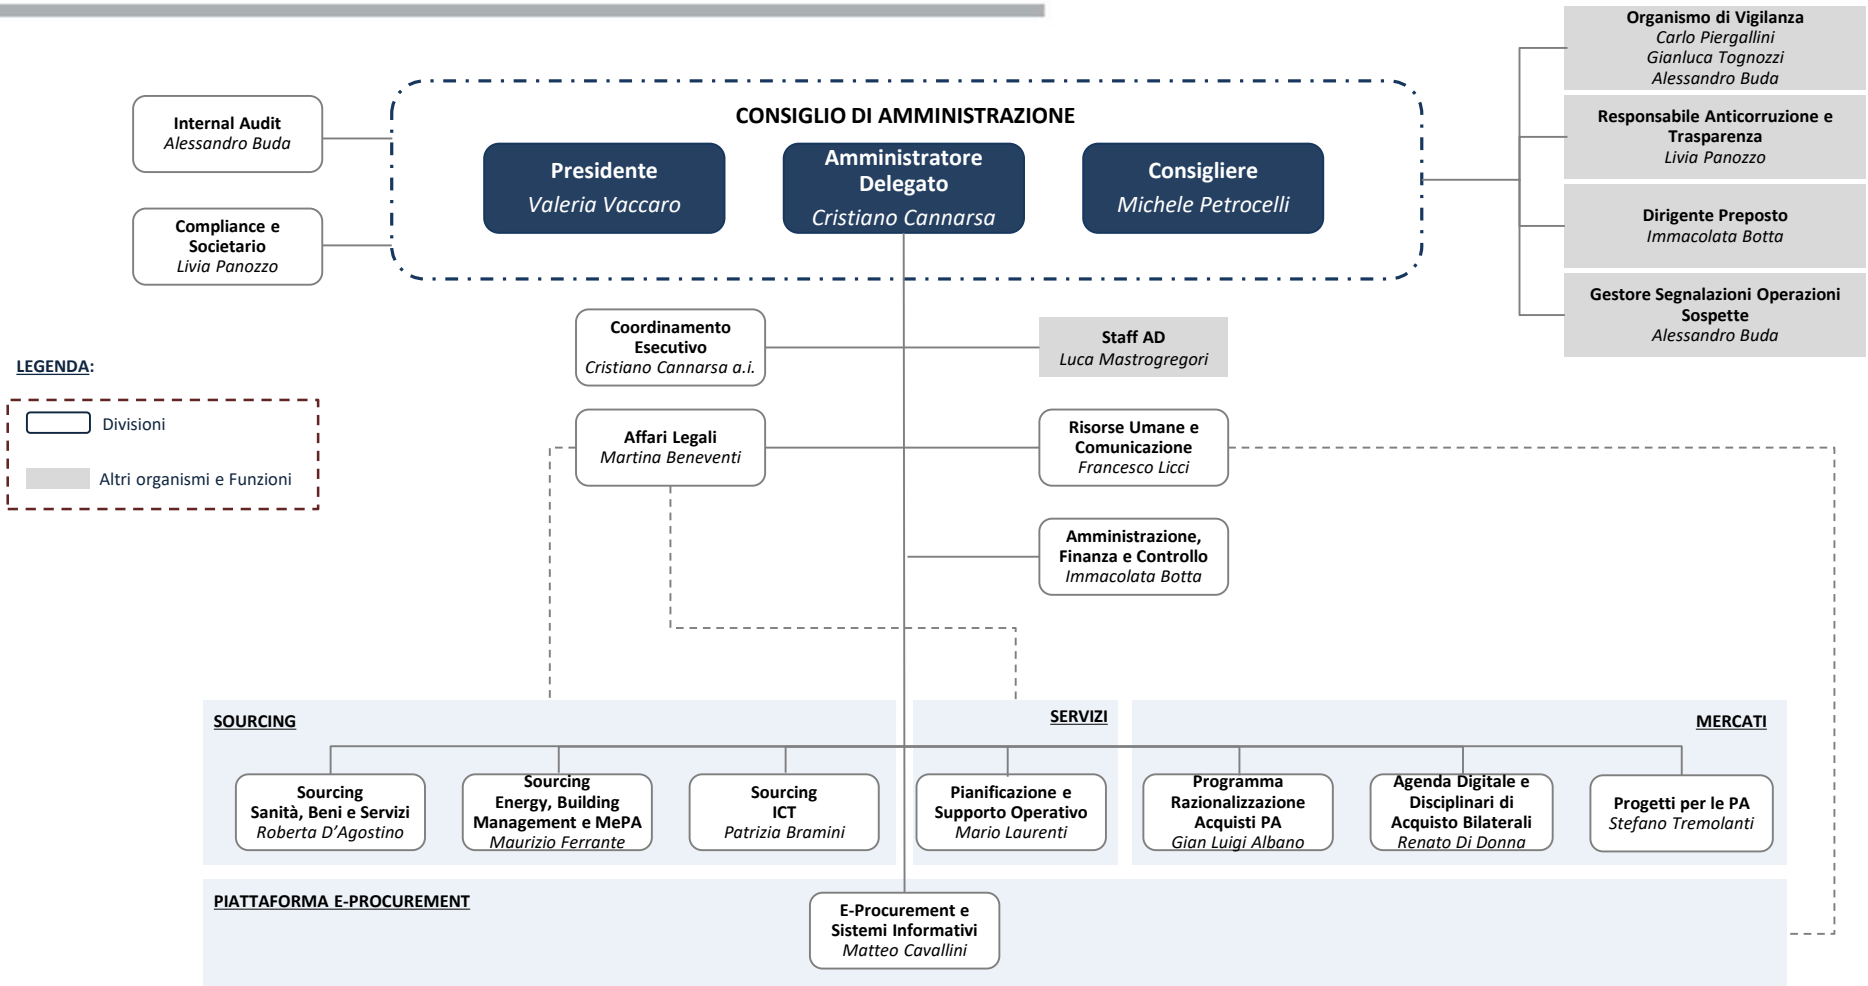 Organismo di Vigilanza
Carlo Piergallini
Gianluca Tognozzi
Alessandro Buda
Responsabile Anticorruzione e
Trasparenza
Livia Panozzo
Dirigente Preposto
Immacolata Botta
Gestore Segnalazioni Operazioni
Sospette
Alessandro Buda
Internal Audit
Alessandro Buda
Compliance e
Societario
Livia Panozzo
CONSIGLIO DI AMMINISTRAZIONE
Presidente
Valeria Vaccaro
Amministratore
Delegato
Cristiano Cannarsa
Consigliere
Michele Petrocelli
Coordinamento
Esecutivo
Cristiano Cannarsa a.i.
Staff AD
Luca Mastrogregori
LEGENDA:
Divisioni
Altri organismi e Funzioni
Affari Legali
Martina Beneventi
Risorse Umane e
Comunicazione
Francesco Licci
Amministrazione,
Finanza e Controllo
Immacolata Botta
SOURCING
SERVIZI
MERCATI
Sourcing
Sanità, Beni e Servizi
Roberta D’Agostino
Sourcing
Energy, Building
Management e MePA
Maurizio Ferrante
Sourcing
ICT
Patrizia Bramini
Pianificazione e
Supporto Operativo
Mario Laurenti
Programma
Razionalizzazione
Acquisti PA
Gian Luigi Albano
Agenda Digitale e
Disciplinari di
Acquisto Bilaterali
Renato Di Donna
Progetti per le PA
Stefano Tremolanti
PIATTAFORMA E-PROCUREMENT
E-Procurement e
Sistemi Informativi
Matteo Cavallini